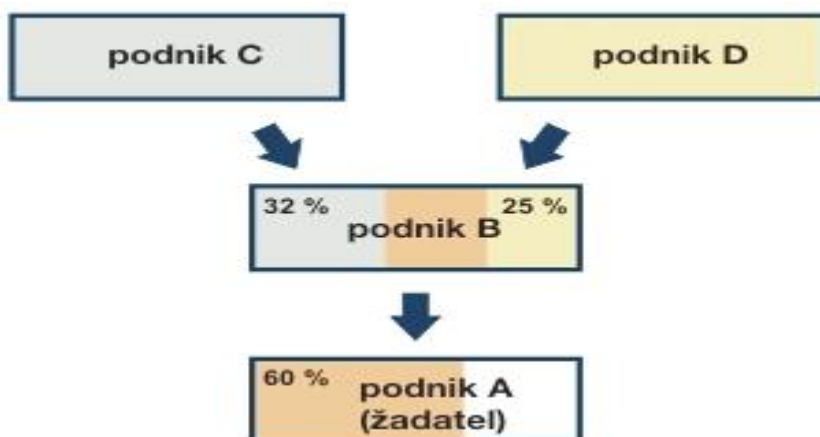 podnik C
podnik D
32 %
25 %
podnik B
60 %
podnik A
(žadatel)